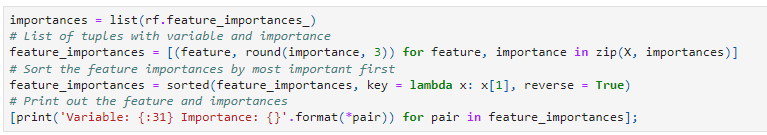 importances = list(rf.feature_importances_)
# List of tuples with variable and importance
feature_importances = [(feature, round(importance, 3)) for feature, importance in zip(X, importances)]
# Sort the feature importances by most important first
feature_importances = sorted(feature_importances, key = lambda x: x[1], reverse = True)
# Print out the feature and importances
[print('Variable: {:31} Importance: {}'.format(*pair)) for pair in feature_importances];